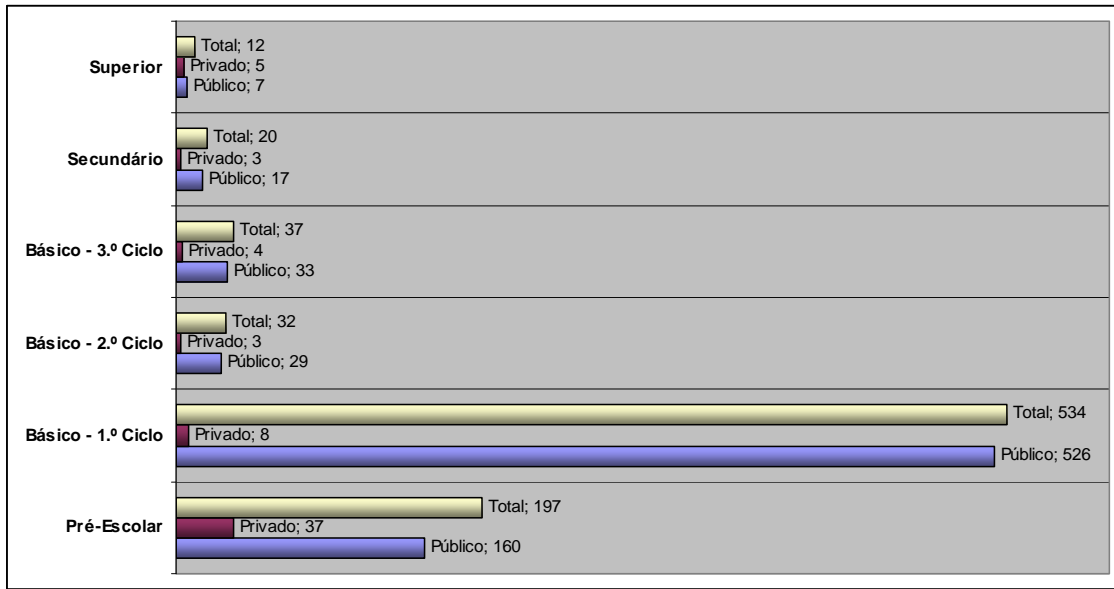 Superior
Total; 12
Privado; 5
Público; 7
Secundário
Total; 20
Privado; 3
Público; 17
Básico - 3.º Ciclo
Total; 37
Privado; 4
Público; 33
Básico - 2.º Ciclo
Total; 32
Privado; 3
Público; 29
Básico - 1.º Ciclo
Total; 534
Privado; 8
Público; 526
Pré-Escolar
Total; 197
Privado; 37
Público; 160